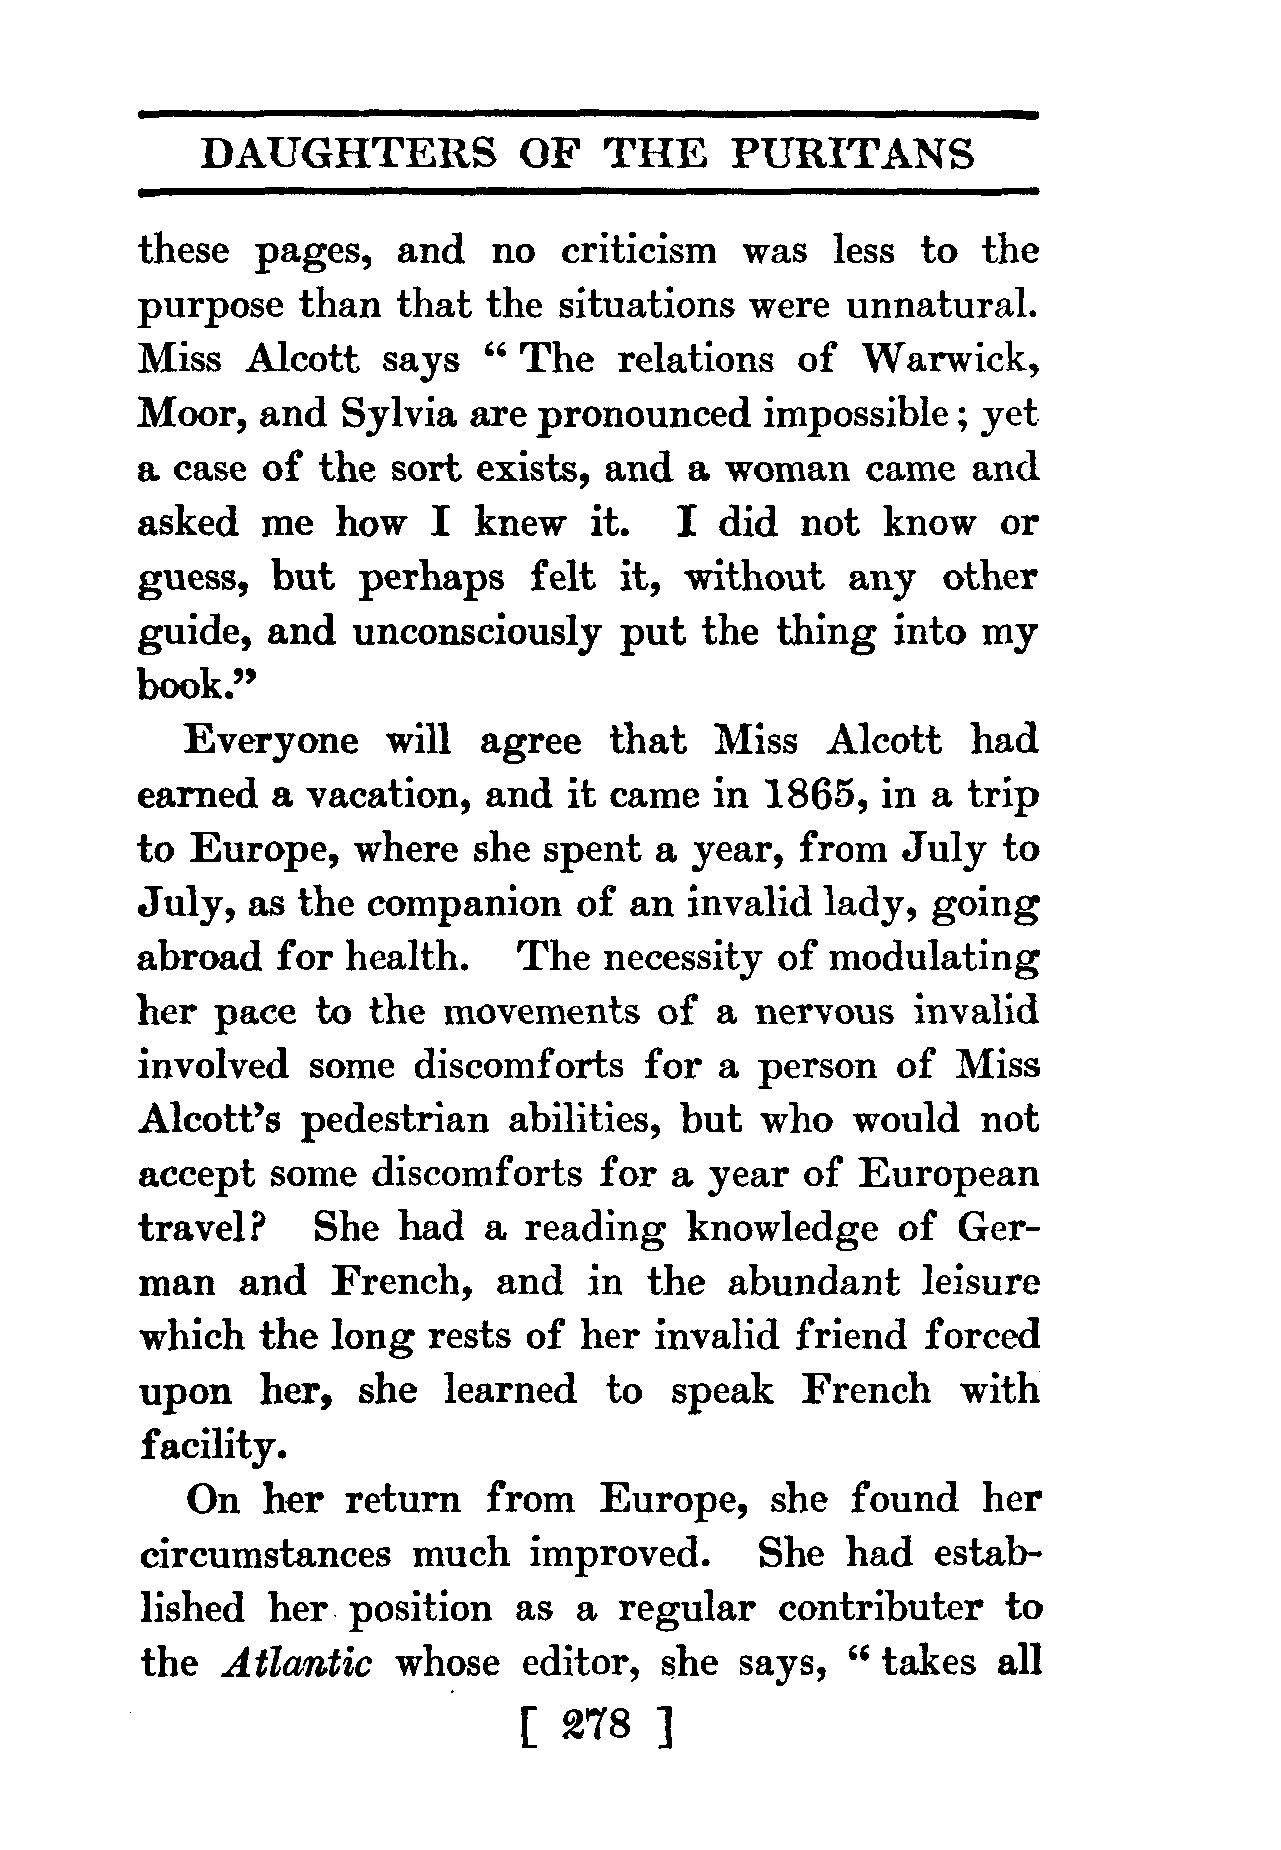 DAUGHTERS OF THE PURITANS
these pages, and no criticism was less to the
purpose than that the situations were unnatural.
Miss Alcott says “ The relations of Warwick,
Moor, and Sylvia are pronounced impossible ; yet
a case of the sort exists, and a woman came and
asked me how I knew it. I did not know or
guess, but perhaps felt it, without any other
guide, and unconsciously put the thing into my
book.”
Everyone will agree that Miss Alcott had
earned a vacation, and it came in 1865, in a trip
to Europe, where she spent a year, from July to
July, as the companion of an invalid lady, going
abroad for health. The necessity of modulating
her pace to the movements of a nervous invalid
involved some discomforts for a person of Miss
Alcott’s pedestrian abilities, but who would not
accept some discomforts for a year of European
travel? She had a reading knowledge of Ger-
man and French, and in the abundant leisure
which the long rests of her invalid friend forced
upon her, she learned to speak French with
facility.
On her return from Europe, she found her
circumstances much improved. She had estab-
lished her position as a regular contributer to
the Atlantic whose editor, she says, “ takes all
[ 278 ]